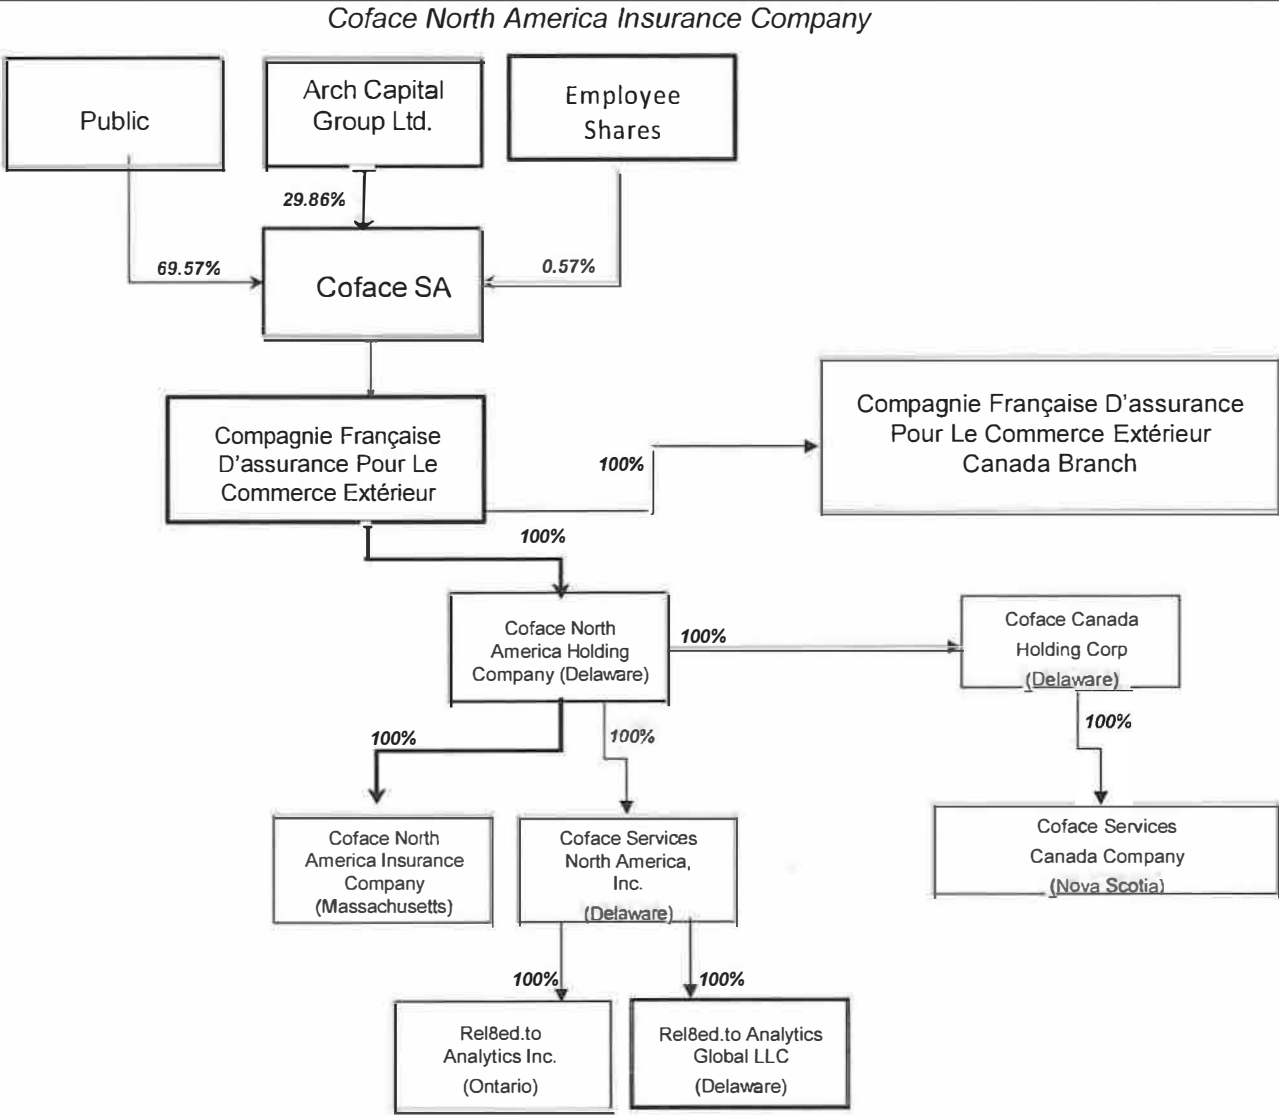 Coface North America Insurance Company
Public
Arch Capital
Group Ltd.
Employee
Shares
29.86%
69.57%
0.57%
Coface SA
Compagnie Française
D'assurance Pour Le
Commerce Extérieur
100%
Compagnie Française D'assurance
Pour Le Commerce Extérieur
Canada Branch
100%
Coface North
America Holding
Company (Delaware)
100%
Coface Canada
Holding Corp
(Delaware)
100%
100%
100%
Coface North
America Insurance
Company
(Massachusetts)
Coface Services
North America,
Inc.
(Delaware)
Coface Services
Canada Company
(Nova Scotia)
100%
100%
Rel8ed.to
Analytics Inc.
(Ontario)
Rel8ed.to Analytics
Global LLC
(Delaware)